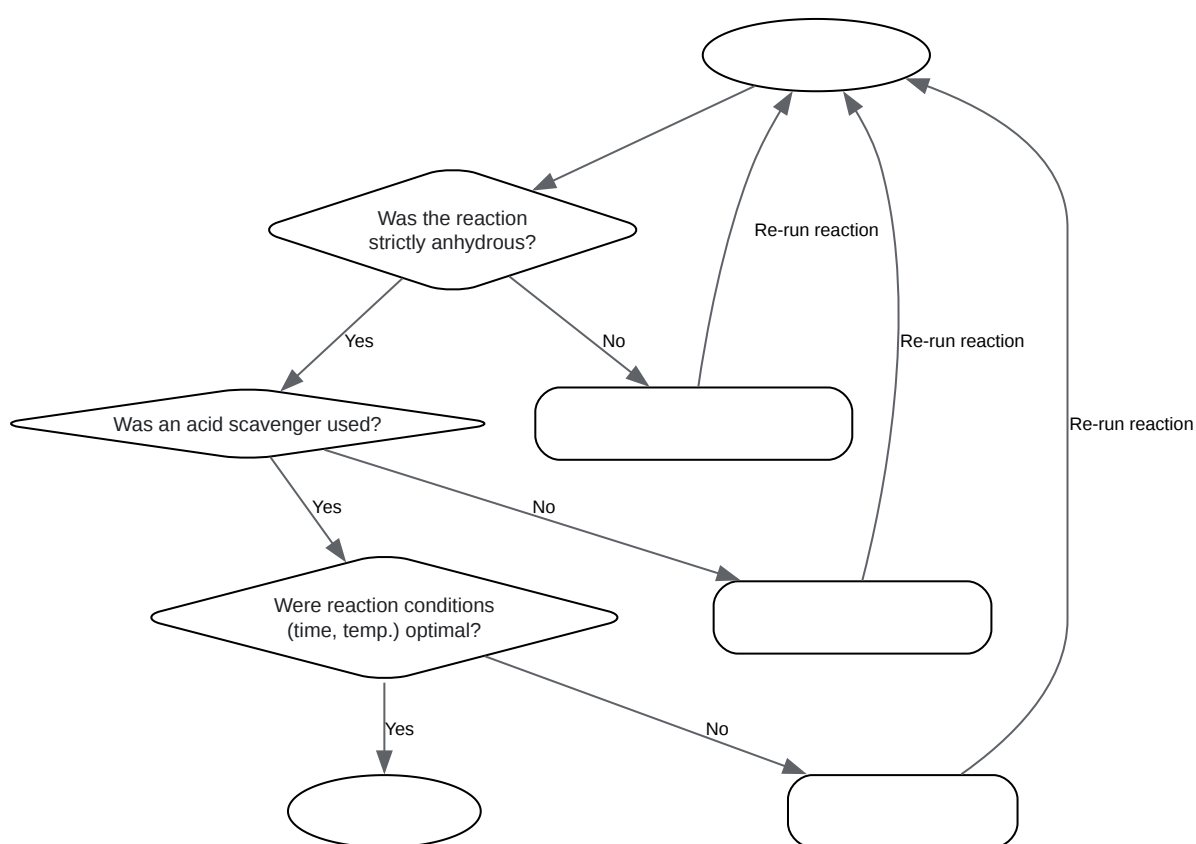 Was the reaction
strictly anhydrous?
Re-run reaction
Yes
No
Re-run reaction
Was an acid scavenger used?
Re-run reaction
Yes
No
Were reaction conditions
(time, temp.) optimal?
Yes
No